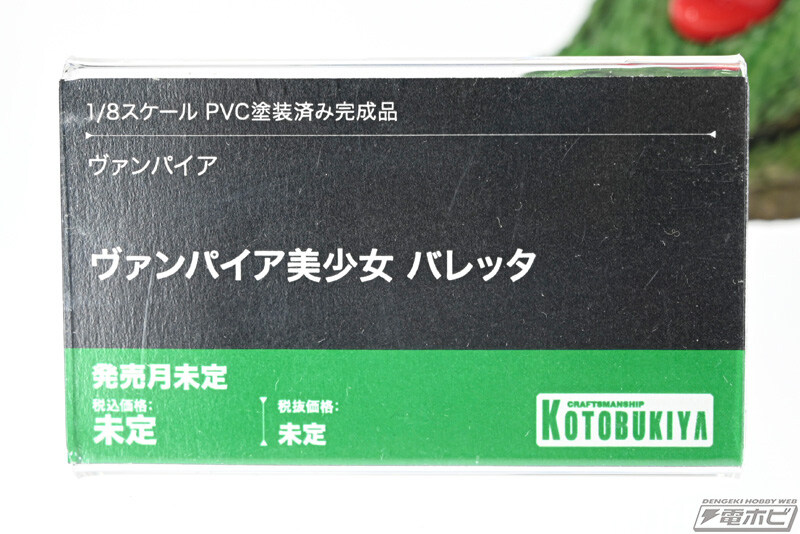 1/8スケール PVC塗装済み完成品
ヴァンパイア
ヴァンパイア美少女 バレッタ
発売月未定
税込価格:
未定
税抜価格:
未定
CRAFTSMANSHIP
KOTOBUKIYA
DENGEKI HOBBY WEB
電ホビ